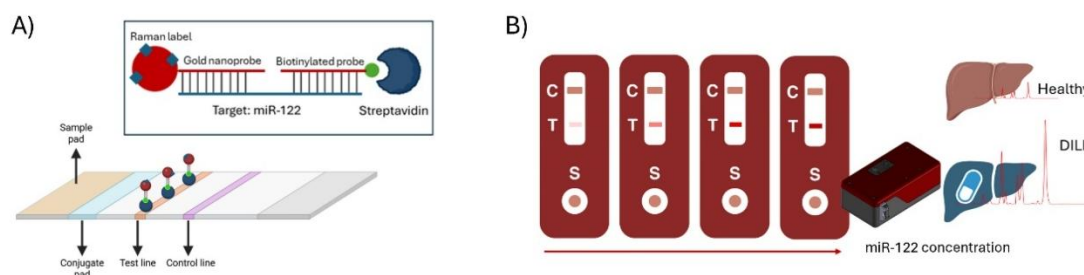 A)
Raman label
Gold nanoprobe
Biotinylated probe
Target: miR-122
Streptavidin
Sample
pad
Conjugate
pad
Test line
Control line
B)
C
T
S
C
T
S
C
T
S
C
T
S
Healthy
DILI
miR-122 concentration